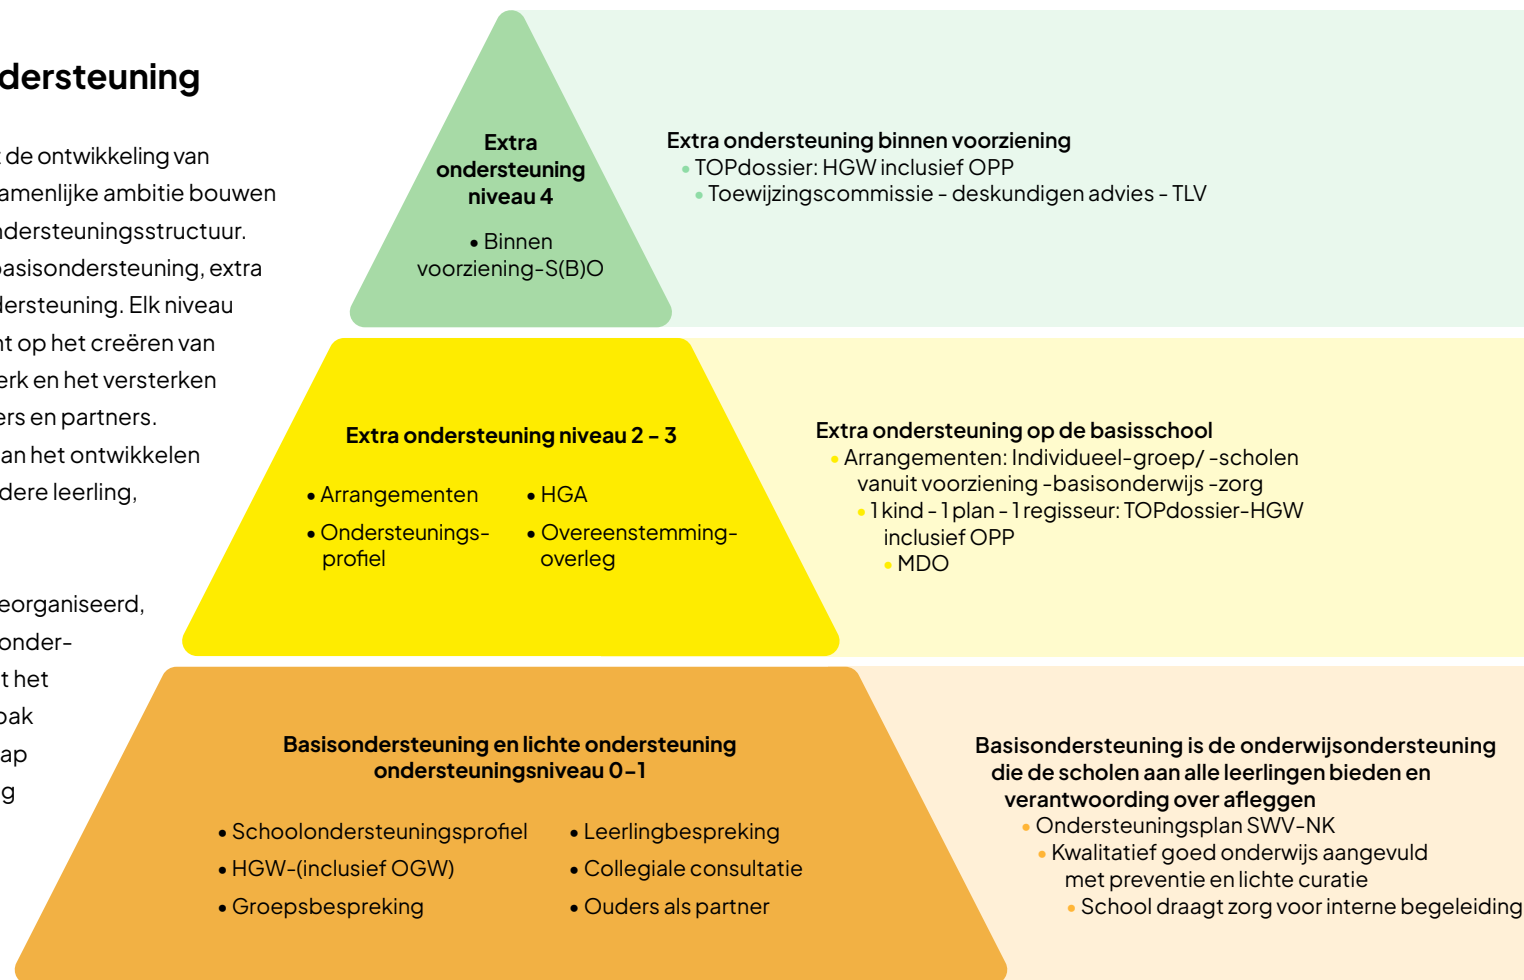 dersteuning
de ontwikkeling van
amenlijke ambitie bouwen
ndersteuningsstructuur.
basisondersteuning, extra
dersteuning. Elk niveau
nt op het creëren van
erk en het versterken
ers en partners.
an het ontwikkelen
dere leerling,
eorganiseerd,
onder-
t het
pak
ap
g
Extra
ondersteuning
niveau 4
• Binnen
voorziening-S(B)O
Extra ondersteuning binnen voorziening
• TOPdossier: HGW inclusief OPP
• Toewijzingscommissie - deskundigen advies - TLV
Extra ondersteuning niveau 2 - 3
• Arrangementen
• Ondersteunings-
profiel
• HGA
• Overeenstemming-
overleg
Extra ondersteuning op de basisschool
• Arrangementen: Individueel-groep/ -scholen
vanuit voorziening -basisonderwijs -zorg
• 1 kind - 1 plan - 1 regisseur: TOPdossier-HGW
inclusief OPP
• MDO
Basisondersteuning en lichte ondersteuning
ondersteuningsniveau 0-1
• Schoolondersteuningsprofiel
• HGW-(inclusief OGW)
• Groepsbespreking
• Leerlingbespreking
• Collegiale consultatie
• Ouders als partner
Basisondersteuning is de onderwijsondersteuning
die de scholen aan alle leerlingen bieden en
verantwoording over afleggen
• Ondersteuningsplan SWV-NK
• Kwalitatief goed onderwijs aangevuld
met preventie en lichte curatie
• School draagt zorg voor interne begeleiding